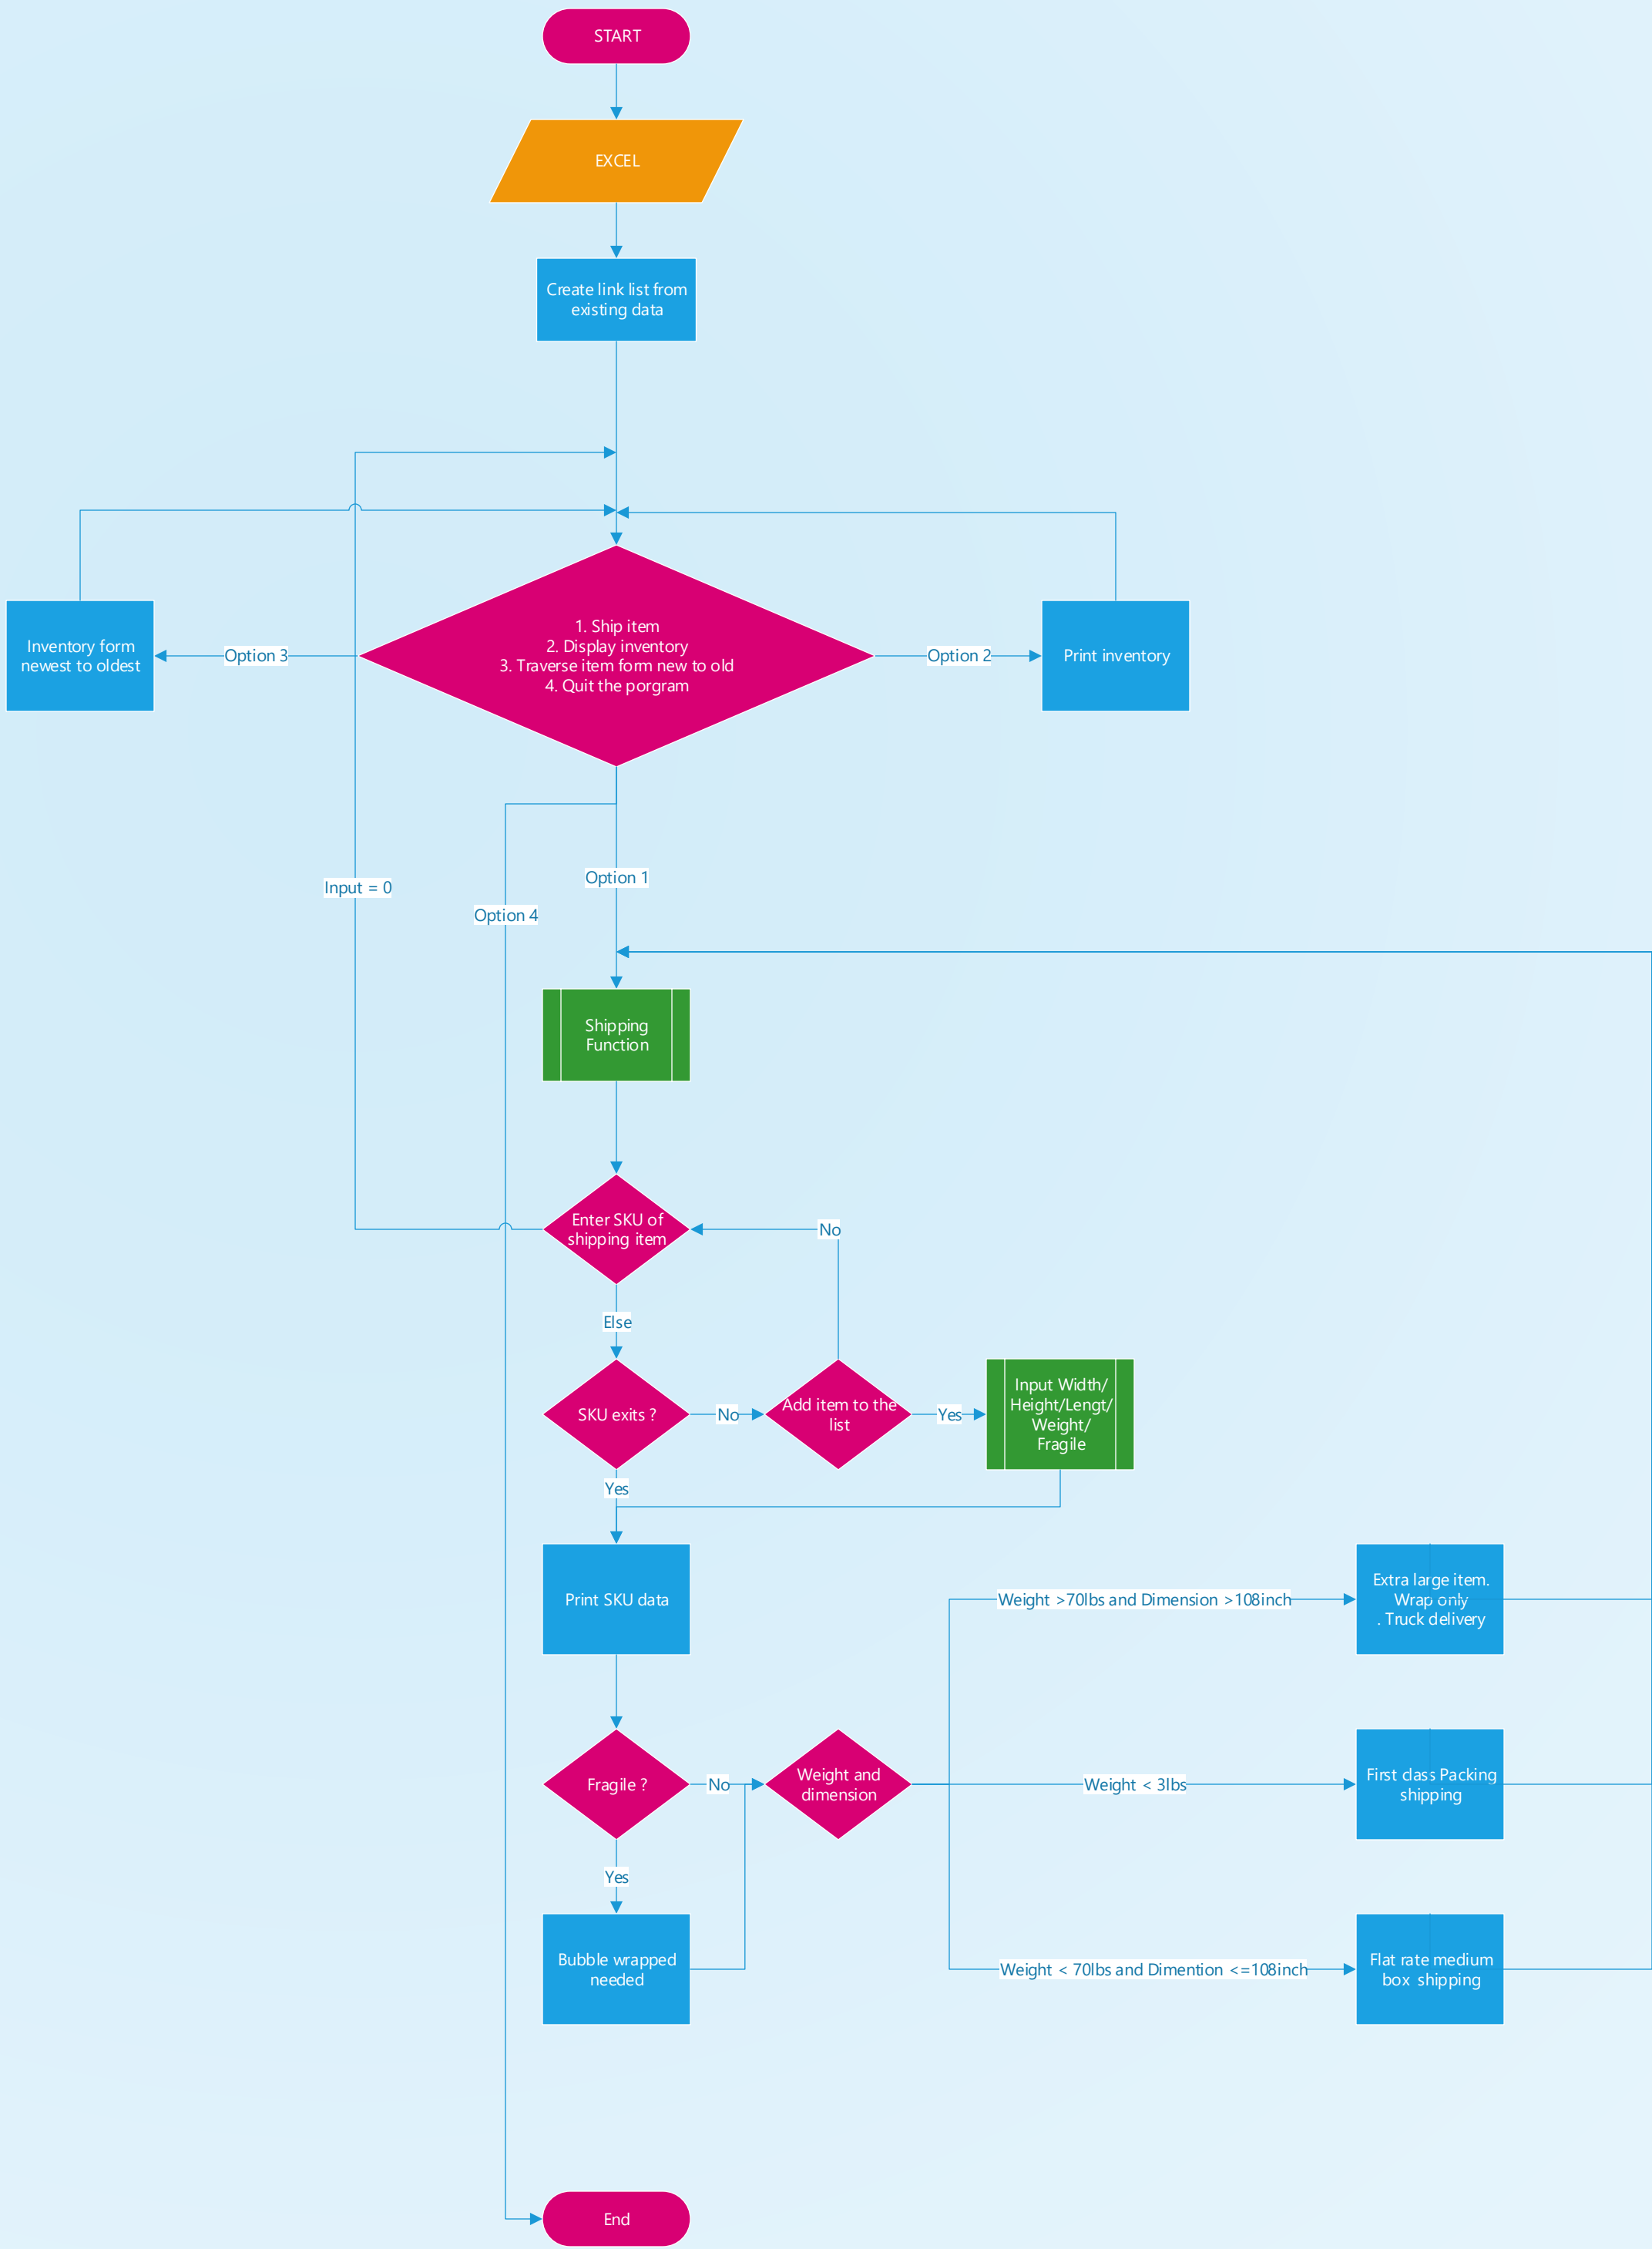 START
EXCEL
Create link list from
existing data
1. Ship item
2. Display inventory
3. Traverse item form new to old
4. Quit the porgram
Inventory form
newest to oldest
Option 3
Option 2
Print inventory
Input = 0
Option 1
Option 4
Shipping
Function
Enter SKU of
shipping item
No
Else
SKU exits ?
No
Add item to the
list
Yes
Input Width/
Height/Lengt/
Weight/
Fragile
Yes
Print SKU data
Weight >70lbs and Dimension >108inch
Extra large item.
Wrap only
. Truck delivery
Fragile ?
No
Weight and
dimension
Weight < 3lbs
First class Packing
shipping
Yes
Bubble wrapped
needed
Weight < 70lbs and Dimention <=108inch
Flat rate medium
box shipping
End